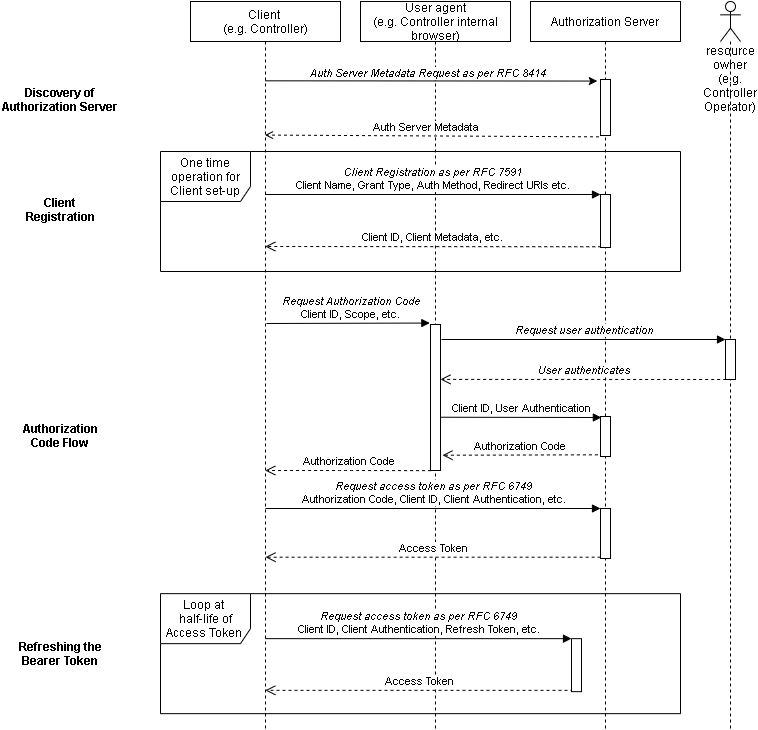 Client
(e.g. Controller)
User agent
(e.g. Controller internal
browser)
Authorization Server
resource
owner
(e.g.
Controller
Operator)
Discovery of
Authorization Server
Auth Server Metadata Request as per RFC 8414
Auth Server Metadata
One time
operation for
Client set-up
Client Registration as per RFC 7591
Client Name, Grant Type, Auth Method, Redirect URIs etc.
Client
Registration
Client ID, Client Metadata, etc.
Request Authorization Code
Client ID, Scope, etc.
Request user authentication
User authenticates
Client ID, User Authentication
Authorization
Code Flow
Authorization Code
Authorization Code
Request access token as per RFC 6749
Authorization Code, Client ID, Client Authentication, etc.
Access Token
Loop at
half-life of
Access Token
Request access token as per RFC 6749
Client ID, Client Authentication, Refresh Token, etc.
Refreshing the
Bearer Token
Access Token